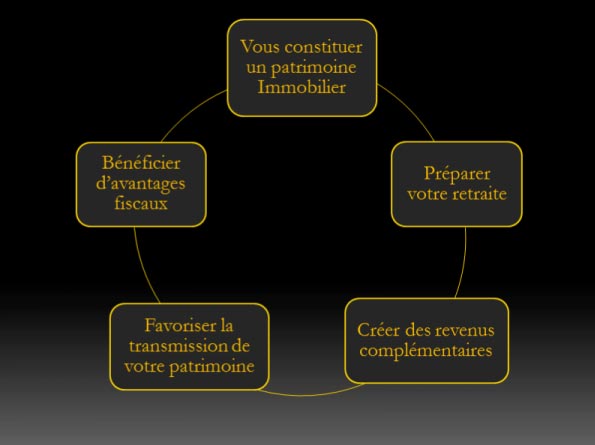 Vous constituer
un patrimoine
Immobilier
Préparer
votre retraite
Créer des revenus
complémentaires
Favoriser la
transmission de
votre patrimoine
Bénéficier
d’avantages
fiscaux